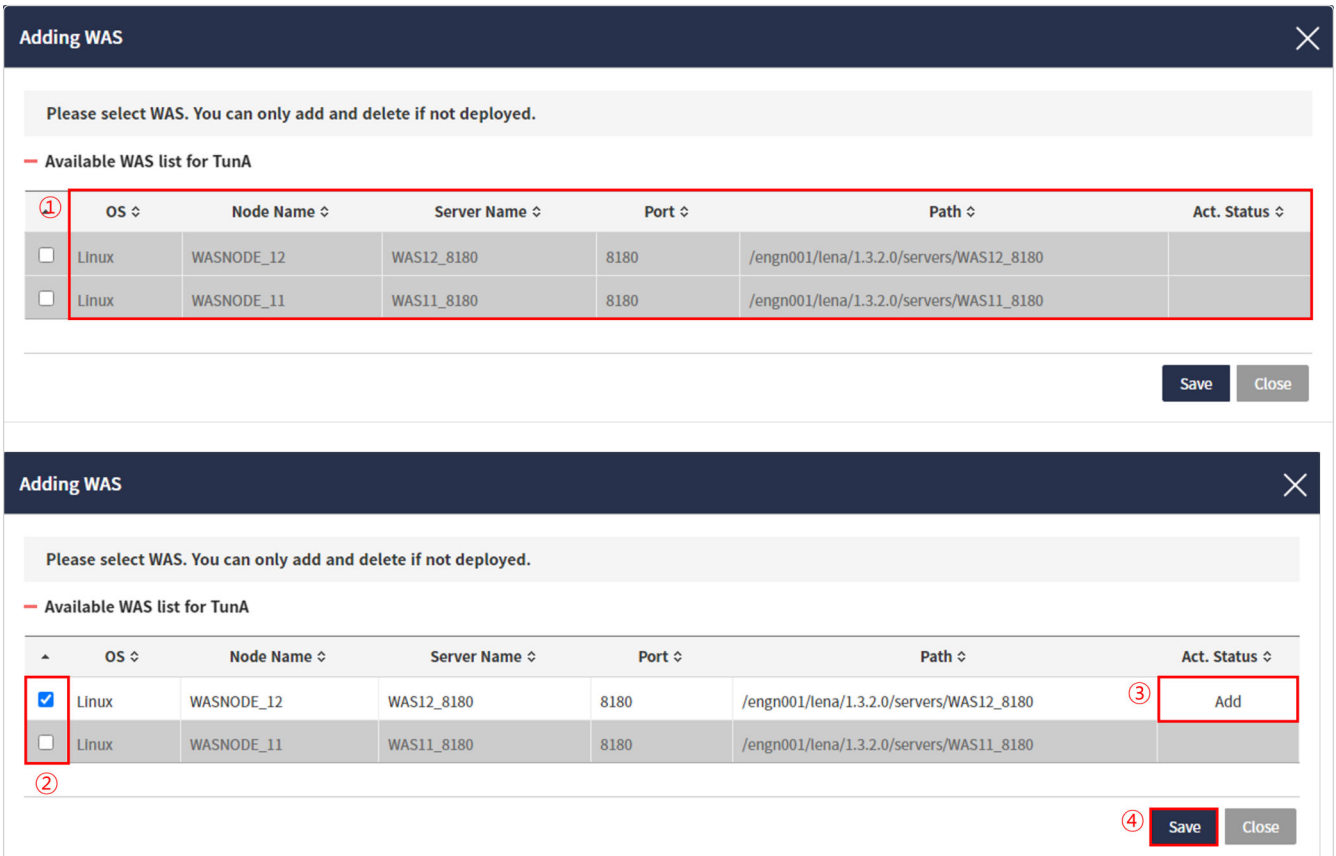 Adding WAS
Please select WAS. You can only add and delete if not deployed.
Available WAS list for TunA
① OS Node Name Server Name Port Path Act. Status
Linux WASNODE_12 WAS12_8180 8180 /engn001/lena/1.3.2.0/servers/WAS12_8180
Linux WASNODE_11 WAS11_8180 8180 /engn001/lena/1.3.2.0/servers/WAS11_8180
Save Close
Adding WAS
Please select WAS. You can only add and delete if not deployed.
Available WAS list for TunA
OS Node Name Server Name Port Path Act. Status
Linux WASNODE_12 WAS12_8180 8180 /engn001/lena/1.3.2.0/servers/WAS12_8180 ③ Add
Linux WASNODE_11 WAS11_8180 8180 /engn001/lena/1.3.2.0/servers/WAS11_8180
②
④ Save Close